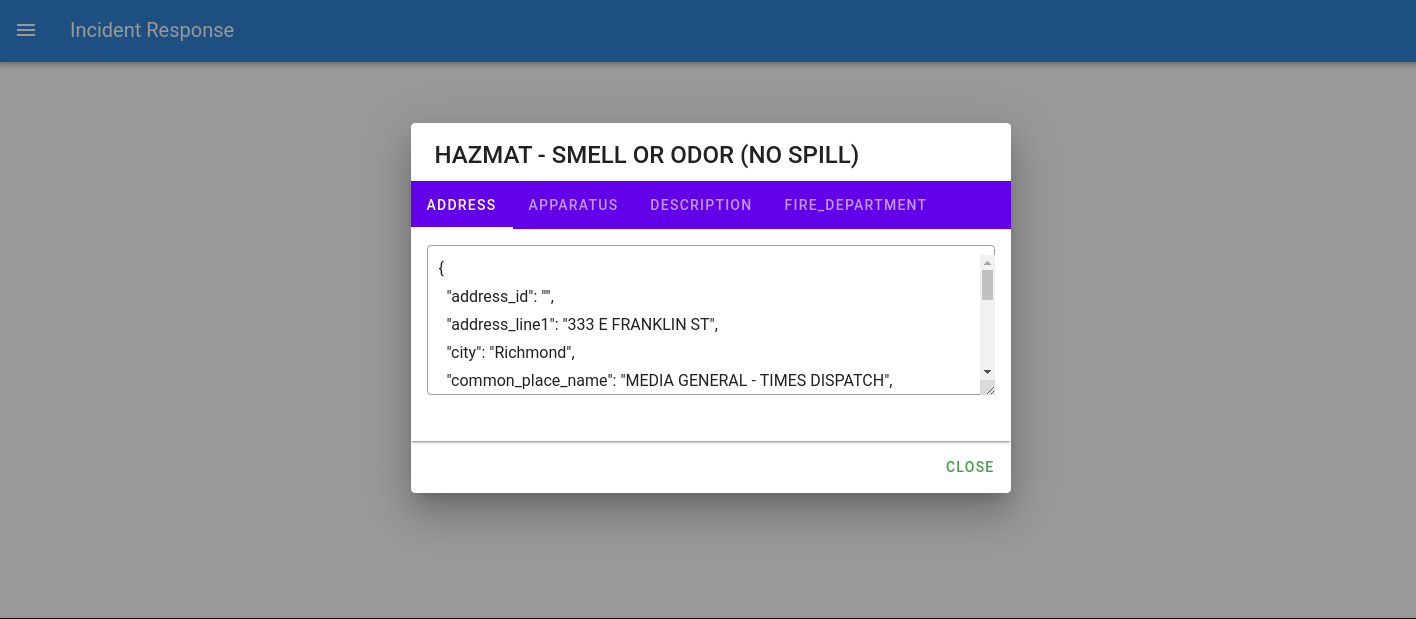 Incident Response
HAZMAT - SMELL OR ODOR (NO SPILL)
ADDRESS APPARATUS DESCRIPTION FIRE_DEPARTMENT
{
"address_id": "",
"address_line1": "333 E FRANKLIN ST",
"city": "Richmond",
"common_place_name": "MEDIA GENERAL - TIMES DISPATCH",
CLOSE